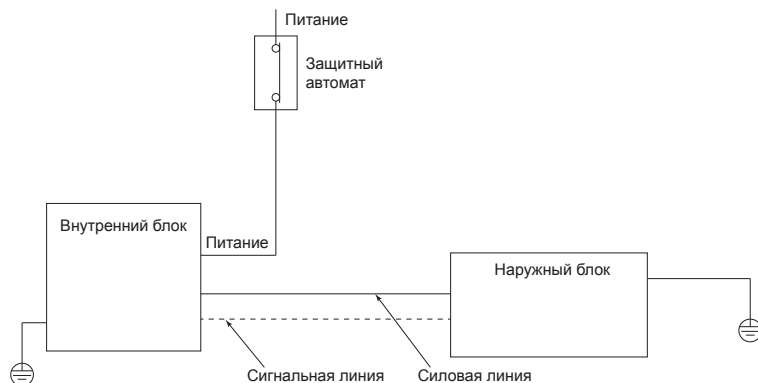 Питание
Защитный
автомат
Внутренний блок
Питание
Наружный блок
Сигнальная линия
Силовая линия